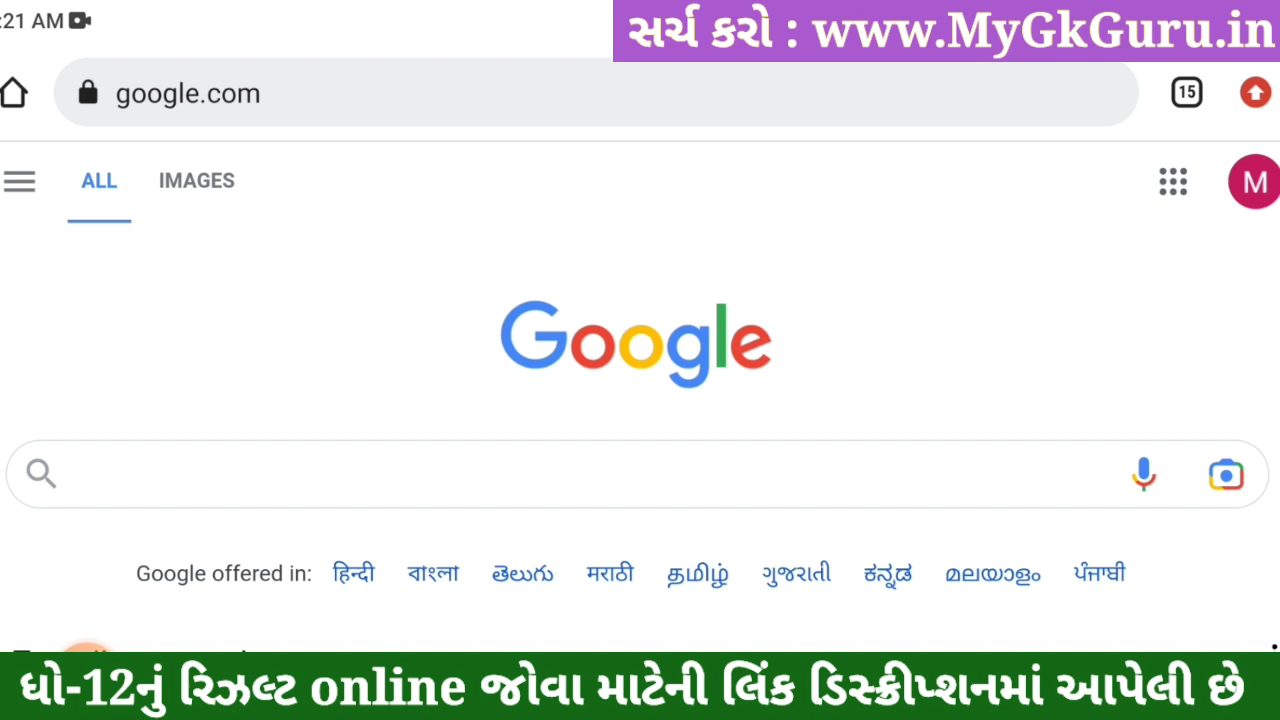 :21 AM
સર્ચ કરો : www.MyGkGuru.in
google.com
15
ALL IMAGES
M
Google
Google offered in: हिन्दी বাংলা తెలుగు मराठी தமிழ் ગુજરાતી ಕನ್ನಡ മലയാളം ਪੰਜਾਬੀ
ધો-12નું રિઝલ્ટ online જોવા માટેની લિંક ડિસ્ક્રીપ્શનમાં આપેલી છે